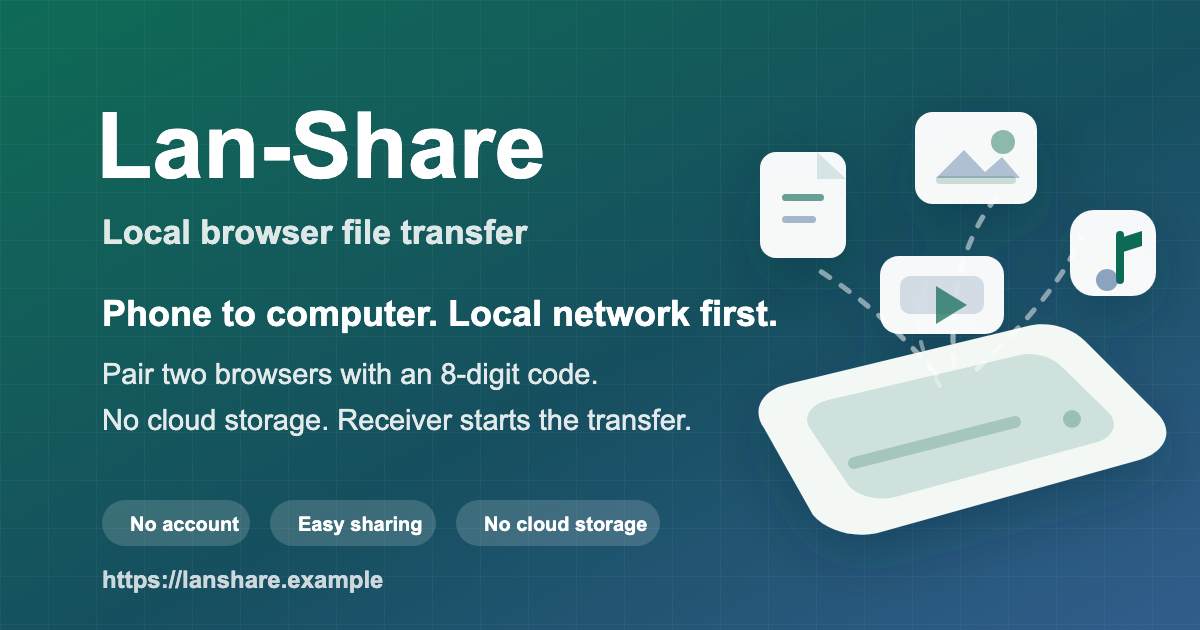 Lan-Share
Local browser file transfer
Phone to computer. Local network first.
Pair two browsers with an 8-digit code.
No cloud storage. Receiver starts the transfer.
No account
Easy sharing
No cloud storage
https://lanshare.example